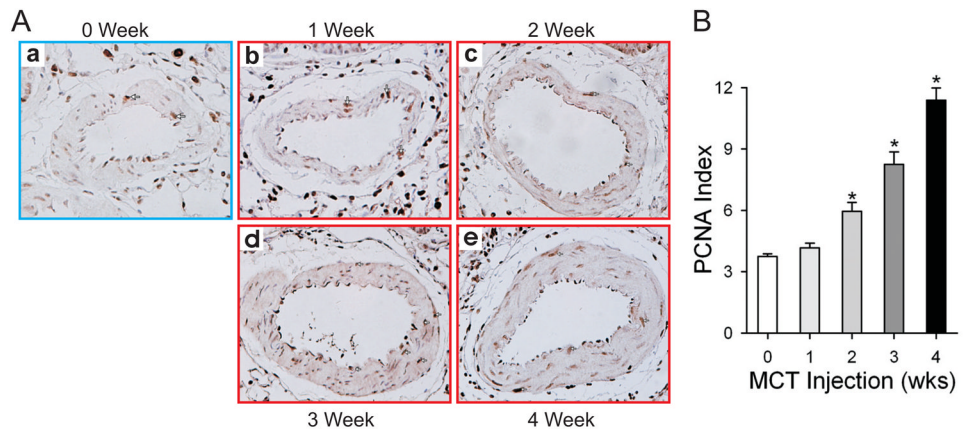 A
0 Week
1 Week
2 Week
a
b
c
d
e
3 Week
4 Week
B
PCNA Index
12
9
6
3
0
*
*
*
0 1 2 3 4
MCT Injection (wks)